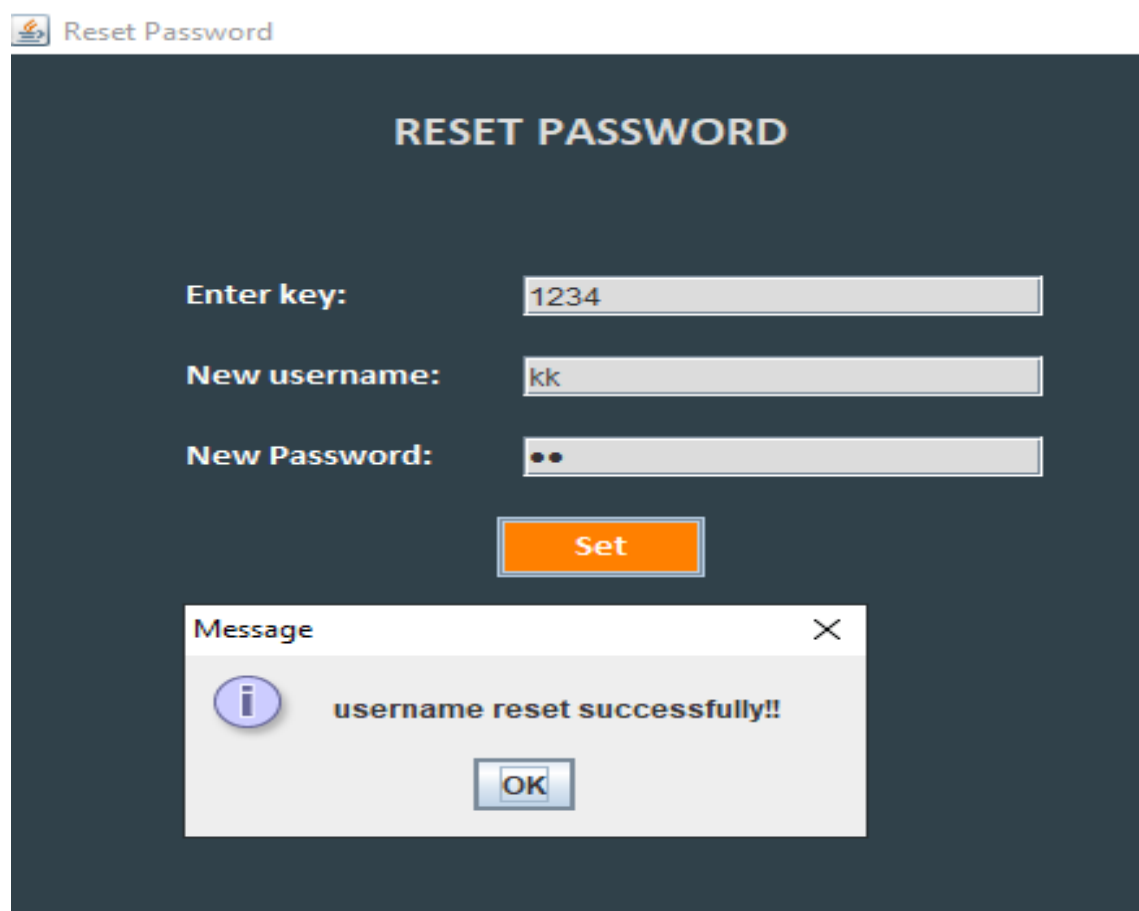 Reset Password
RESET PASSWORD
Enter key: 1234
New username: kk
New Password: ••
Set
Message
i
username reset successfully!!
OK